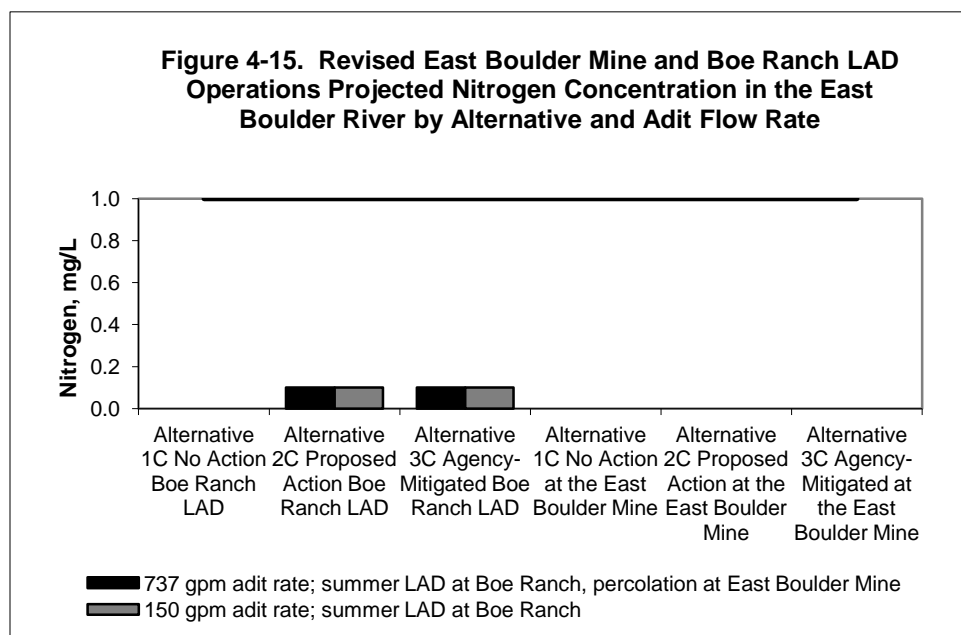 Figure 4-15. Revised East Boulder Mine and Boe Ranch LAD
Operations Projected Nitrogen Concentration in the East
Boulder River by Alternative and Adit Flow Rate
Nitrogen, mg/L
1.0
0.8
0.6
0.4
0.2
0.0
Alternative
1C No Action
Boe Ranch
LAD
Alternative
2C Proposed
Action Boe
Ranch LAD
Alternative
3C Agency-
Mitigated Boe
Ranch LAD
Alternative
1C No Action
at the East
Boulder Mine
Alternative
2C Proposed
Action at the
East Boulder
Mine
Alternative
3C Agency-
Mitigated at
the East
Boulder Mine
737 gpm adit rate; summer LAD at Boe Ranch, percolation at East Boulder Mine
150 gpm adit rate; summer LAD at Boe Ranch